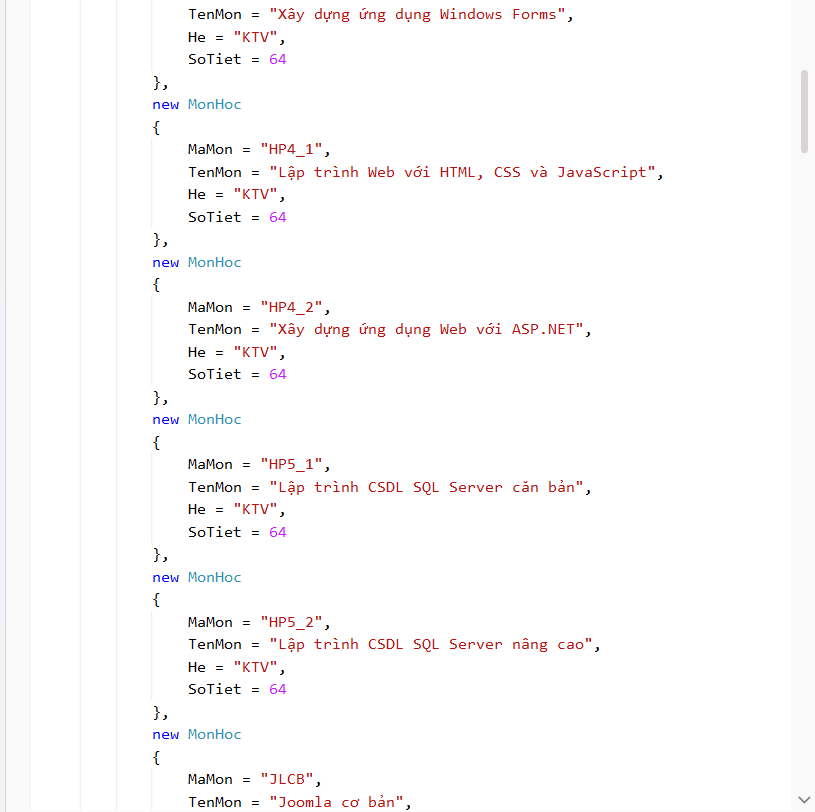 TenMon = "Xây dựng ứng dụng Windows Forms",
He = "KTV",
SoTiet = 64
},
new MonHoc
{
MaMon = "HP4_1",
TenMon = "Lập trình Web với HTML, CSS và JavaScript",
He = "KTV",
SoTiet = 64
},
new MonHoc
{
MaMon = "HP4_2",
TenMon = "Xây dựng ứng dụng Web với ASP.NET",
He = "KTV",
SoTiet = 64
},
new MonHoc
{
MaMon = "HP5_1",
TenMon = "Lập trình CSDL SQL Server căn bản",
He = "KTV",
SoTiet = 64
},
new MonHoc
{
MaMon = "HP5_2",
TenMon = "Lập trình CSDL SQL Server nâng cao",
He = "KTV",
SoTiet = 64
},
new MonHoc
{
MaMon = "JLCB",
TenMon = "Joomla cơ bản",